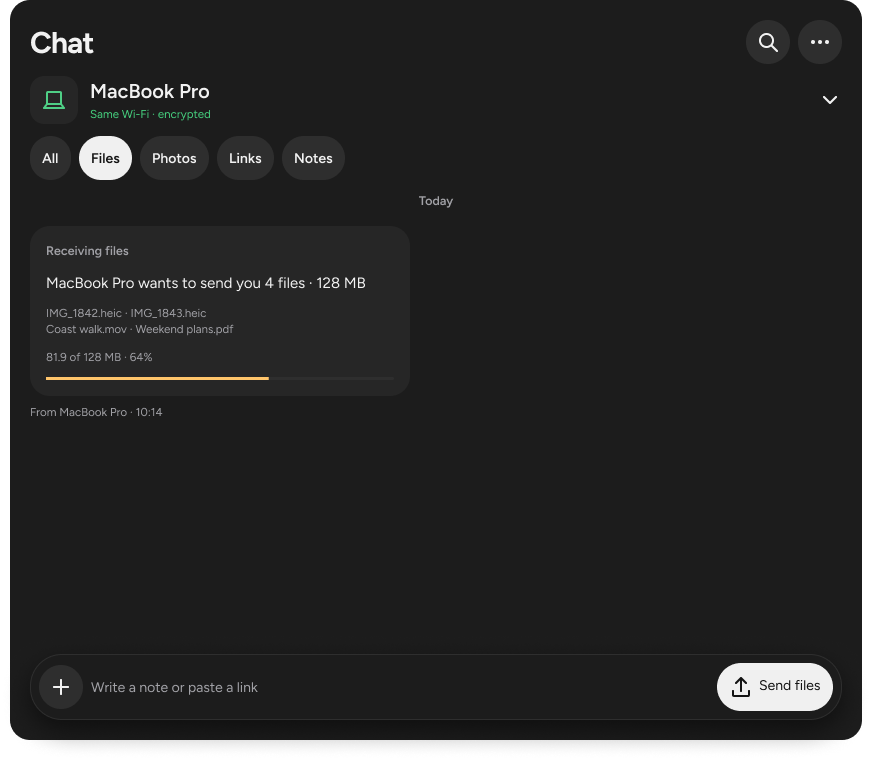 Chat
MacBook Pro
Same Wi-Fi · encrypted
All
Files
Photos
Links
Notes
Today
Receiving files
MacBook Pro wants to send you 4 files · 128 MB
IMG_1842.heic · IMG_1843.heic
Coast walk.mov · Weekend plans.pdf
81.9 of 128 MB · 64%
From MacBook Pro · 10:14
Write a note or paste a link
Send files